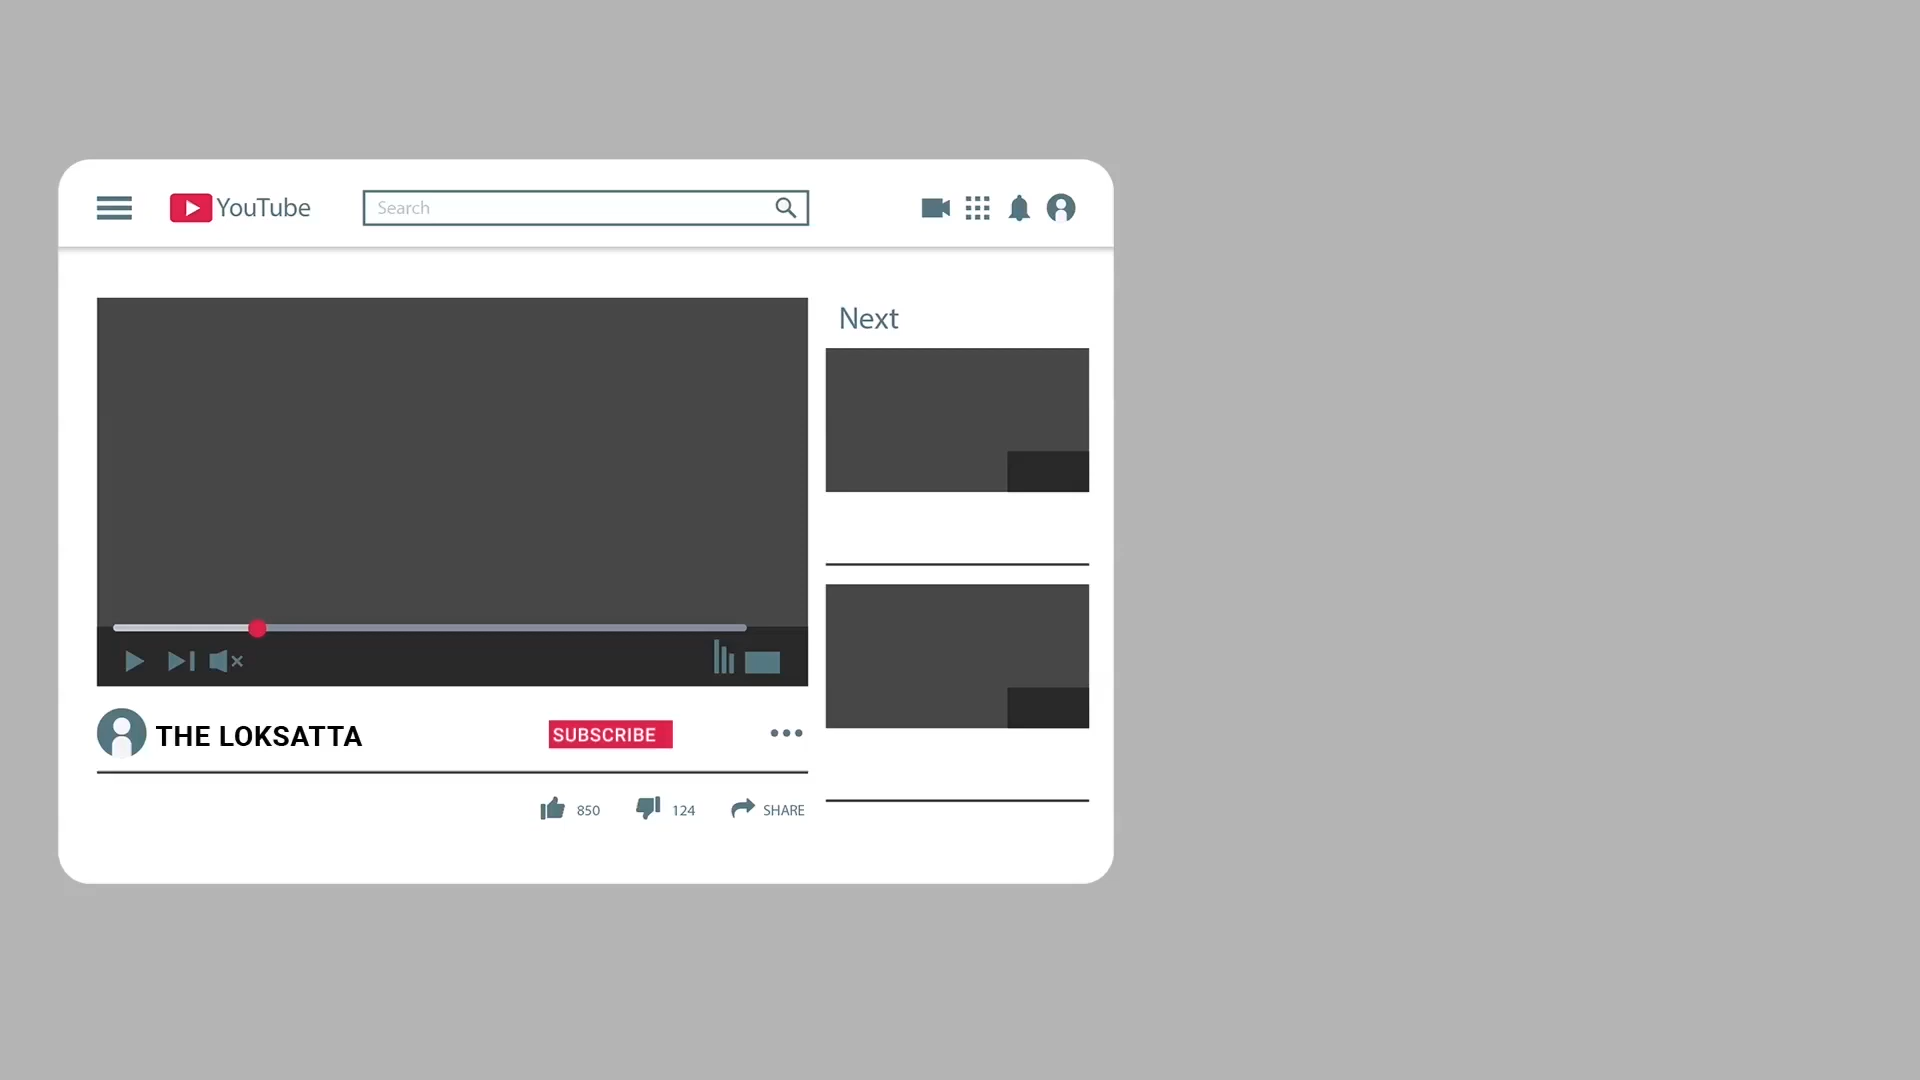 YouTube
Search
Next
THE LOKSATTA
SUBSCRIBE
850
124
SHARE